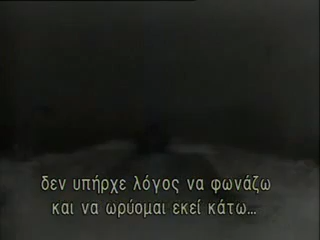 δεν υπήρχε λόγος να φωνάζω
και να ωρύομαι εκεί κάτω...